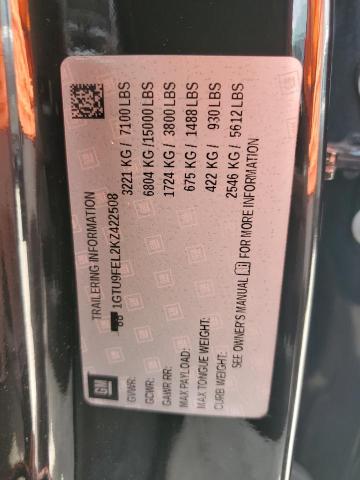 TRAILERING INFORMATION
1GTU9FEL2KZ422508
GM
GVWR: 3221 KG / 7100 LBS
GCWR: 6804 KG / 15000 LBS
GAWR RR: 1724 KG / 3800 LBS
MAX PAYLOAD: 675 KG / 1488 LBS
MAX TONGUE WEIGHT: 422 KG / 930 LBS
CURB WEIGHT: 2546 KG / 5612 LBS
SEE OWNER'S MANUAL FOR MORE INFORMATION